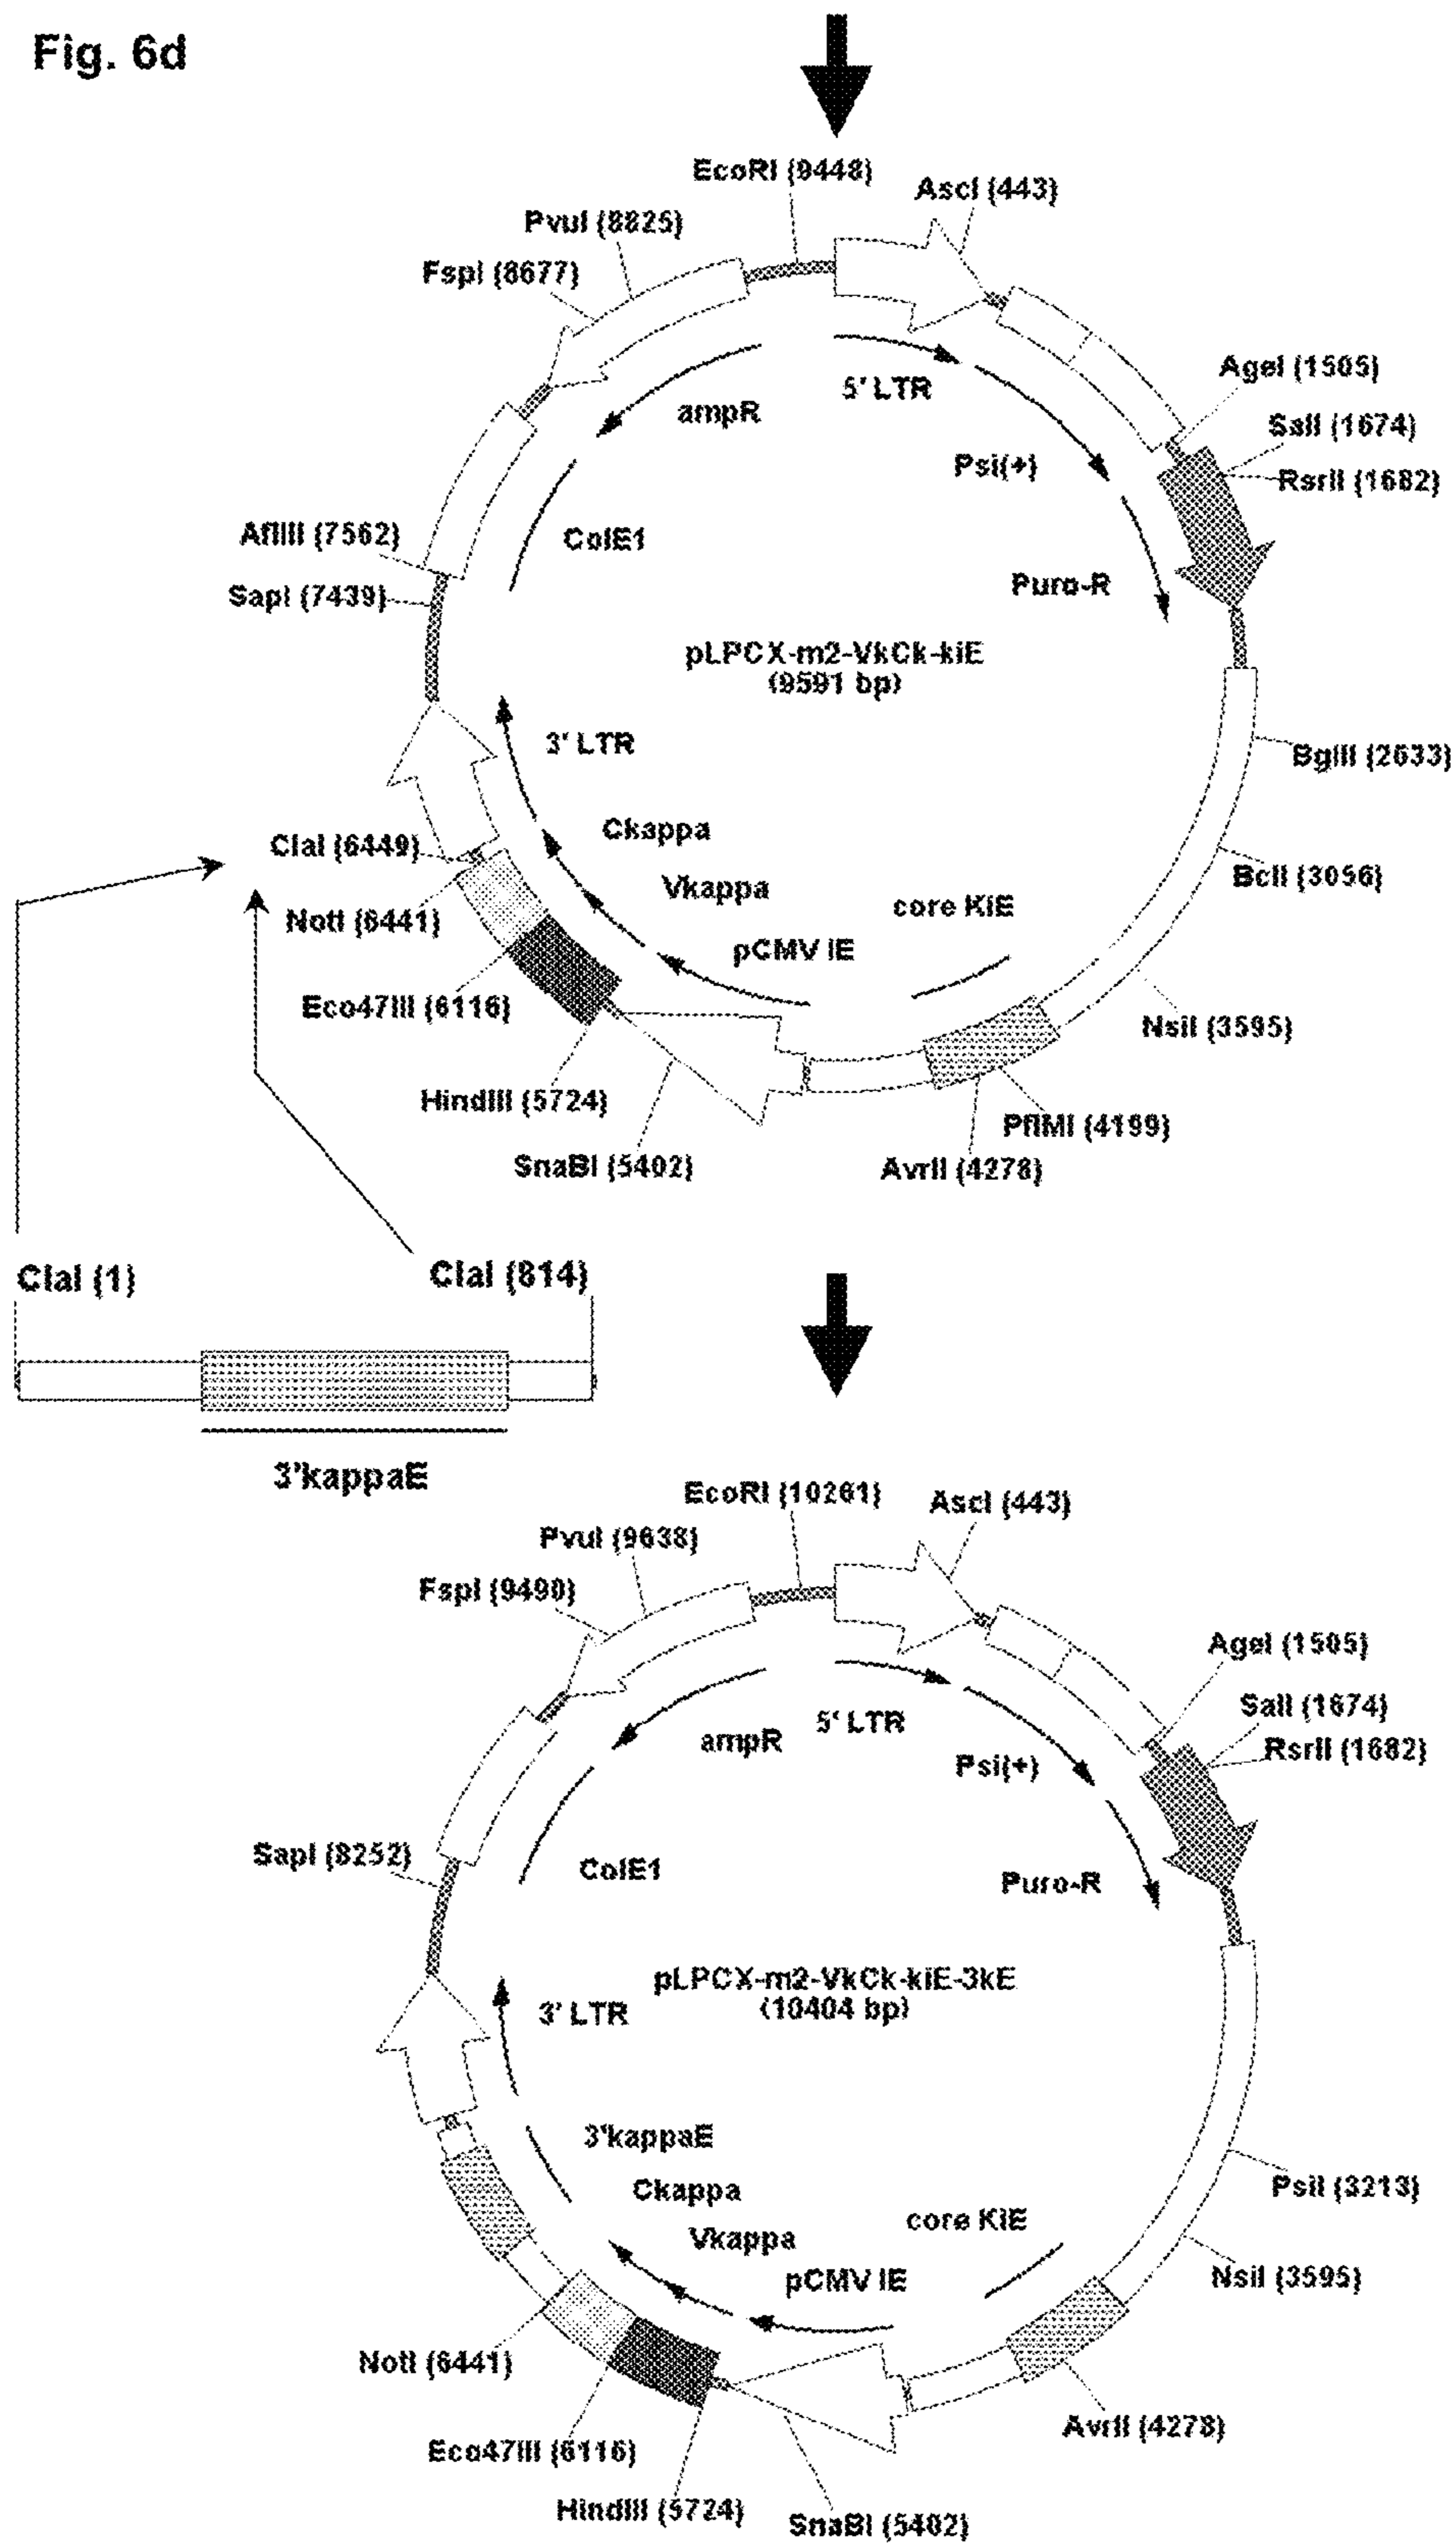 Fig. 6d
EcoRI (9448)
AscI (443)
PvuI (8825)
FspI (8677)
AgeI (1505)
SalI (1674)
RsrII (1682)
5' LTR
ampR
Psi(+)
AflIII (7562)
ColE1
SapI (7439)
Puro-R
pLPCX-m2-VkCk-kiE
(9591 bp)
3' LTR
BglII (2633)
Ckappa
ClaI (6449)
BclI (3056)
Vkappa
core KiE
NotI (6441)
pCMV IE
Eco47III (6116)
NsiI (3595)
HindIII (5724)
PflMI (4199)
SnaBI (5402)
AvrII (4278)
ClaI (1)
ClaI (814)
3'kappaE
EcoRI (10261)
AscI (443)
PvuI (9638)
FspI (9490)
AgeI (1505)
SalI (1674)
RsrII (1682)
5' LTR
ampR
Psi(+)
SapI (8252)
ColE1
Puro-R
pLPCX-m2-VkCk-kiE-3kE
(10404 bp)
3' LTR
3'kappaE
PsiI (3213)
Ckappa
core KiE
Vkappa
NsiI (3595)
pCMV IE
NotI (6441)
AvrII (4278)
Eco47III (6116)
HindIII (5724)
SnaBI (5402)